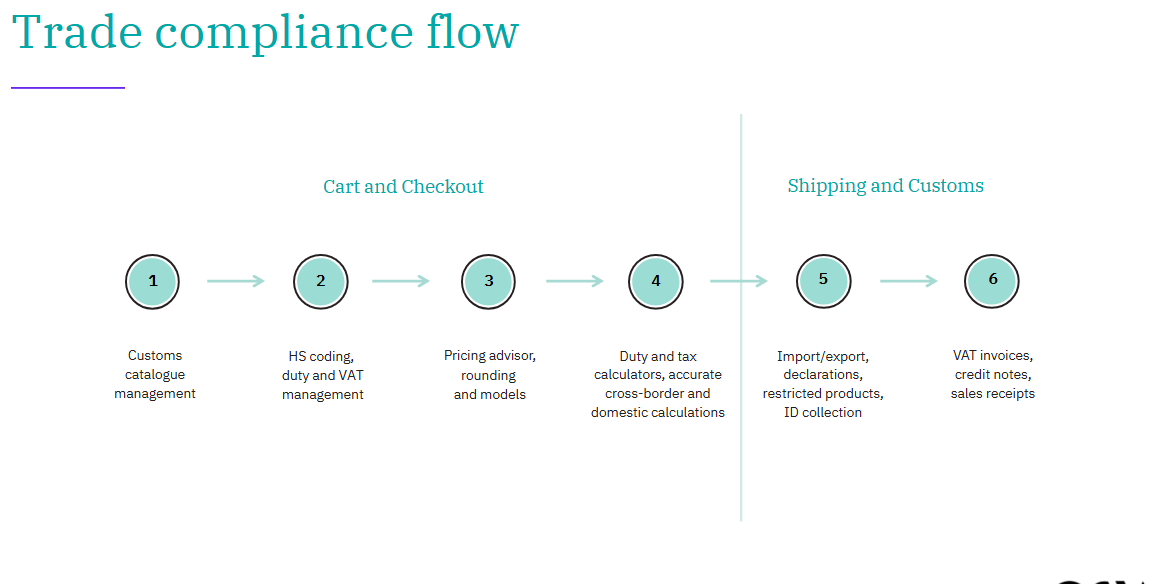 Trade compliance flow
Cart and Checkout
Shipping and Customs
1
2
3
4
5
6
Customs
catalogue
management
HS coding,
duty and VAT
management
Pricing advisor,
rounding
and models
Duty and tax
calculators, accurate
cross-border and
domestic calculations
Import/export,
declarations,
restricted products,
ID collection
VAT invoices,
credit notes,
sales receipts